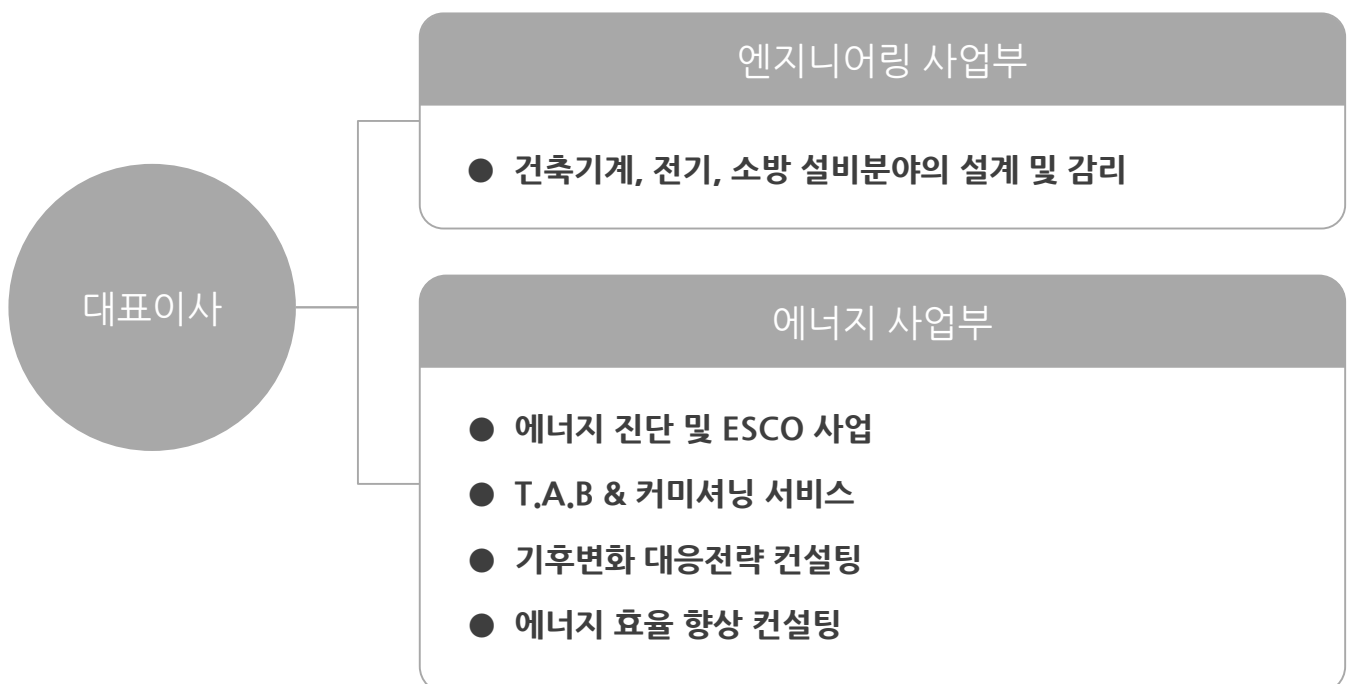 대표이사
엔지니어링 사업부
● 건축기계, 전기, 소방 설비분야의 설계 및 감리
에너지 사업부
● 에너지 진단 및 ESCO 사업
● T.A.B & 커미셔닝 서비스
● 기후변화 대응전략 컨설팅
● 에너지 효율 향상 컨설팅